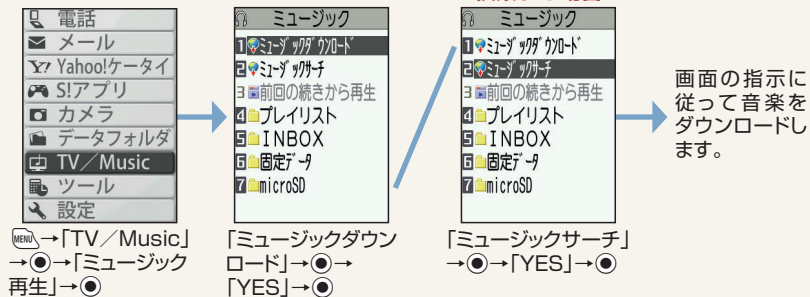 電話
メール
Y! Yahoo!ケータイ
S!アプリ
カメラ
データフォルダ
TV／Music
ツール
設定
MENU→「TV／Music」
→●→「ミュージック
再生」→●
ミュージック
1 ミュージックダウンロード
2 ミュージックサーチ
3 前回の続きから再生
4 プレイリスト
5 INBOX
6 固定データ
7 microSD
「ミュージックダウン
ロード」→●→
「YES」→●
ミュージック
1 ミュージックダウンロード
2 ミュージックサーチ
3 前回の続きから再生
4 プレイリスト
5 INBOX
6 固定データ
7 microSD
「ミュージックサーチ」
→●→「YES」→●
画面の指示に
従って音楽を
ダウンロードし
ます。